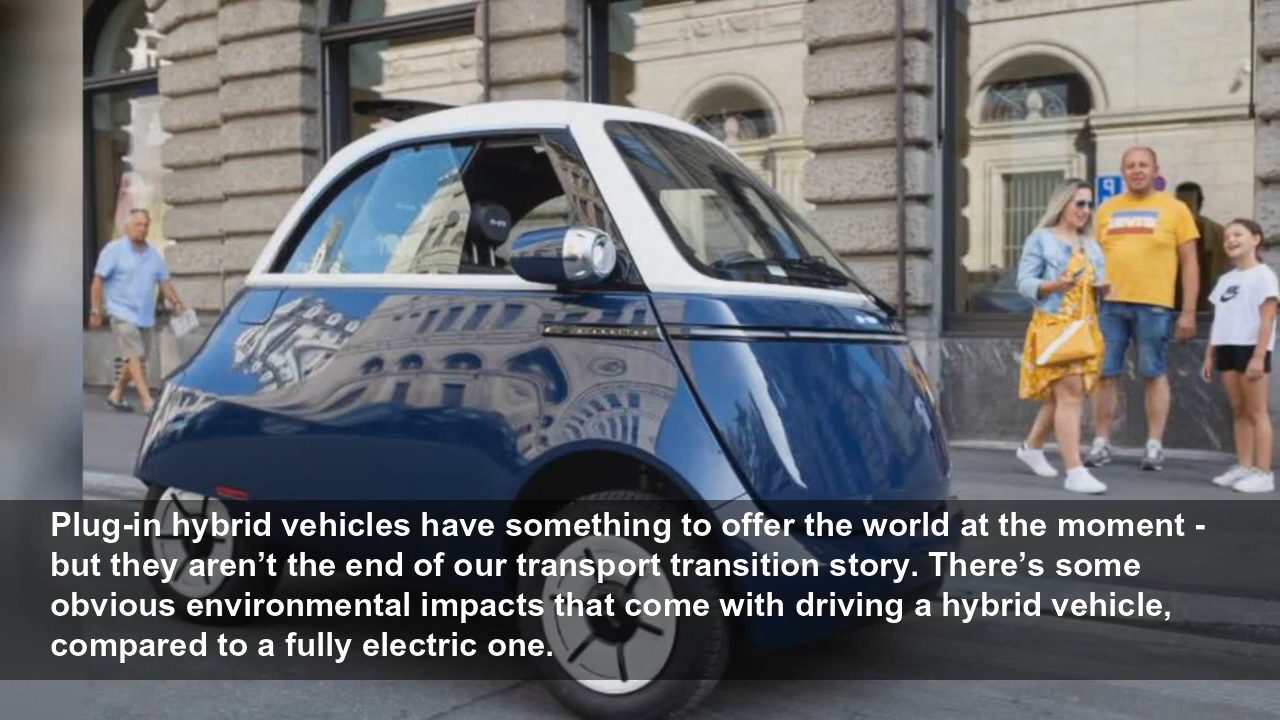 P
LEVI'S
Plug-in hybrid vehicles have something to offer the world at the moment -
but they aren’t the end of our transport transition story. There’s some
obvious environmental impacts that come with driving a hybrid vehicle,
compared to a fully electric one.